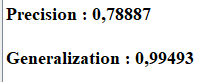 Precision : 0,78887
Generalization : 0,99493